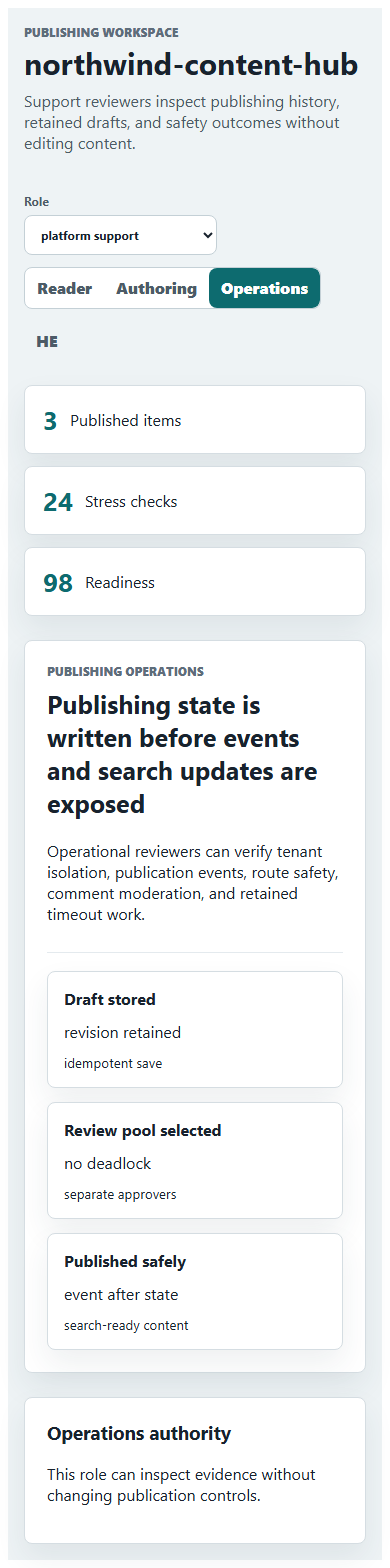 PUBLISHING WORKSPACE
northwind-content-hub
Support reviewers inspect publishing history,
retained drafts, and safety outcomes without
editing content.
Role
platform support
Reader Authoring Operations
HE
3 Published items
24 Stress checks
98 Readiness
PUBLISHING OPERATIONS
Publishing state is
written before events
and search updates are
exposed
Operational reviewers can verify tenant
isolation, publication events, route safety,
comment moderation, and retained
timeout work.
Draft stored
revision retained
idempotent save
Review pool selected
no deadlock
separate approvers
Published safely
event after state
search-ready content
Operations authority
This role can inspect evidence without
changing publication controls.